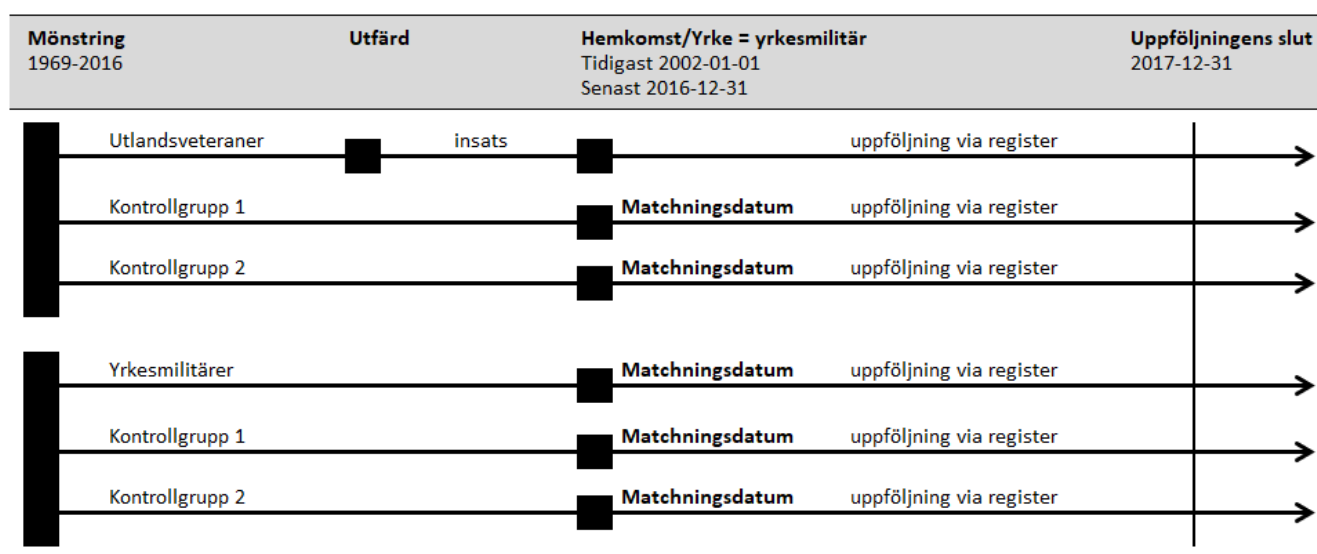 Mönstring
1969-2016
Utfärd
Hemkomst/Yrke = yrkesmilitär
Tidigast 2002-01-01
Senast 2016-12-31
Uppföljningens slut
2017-12-31
Utlandsveteraner insats uppföljning via register
Kontrollgrupp 1 Matchningsdatum uppföljning via register
Kontrollgrupp 2 Matchningsdatum uppföljning via register
Yrkesmilitärer Matchningsdatum uppföljning via register
Kontrollgrupp 1 Matchningsdatum uppföljning via register
Kontrollgrupp 2 Matchningsdatum uppföljning via register